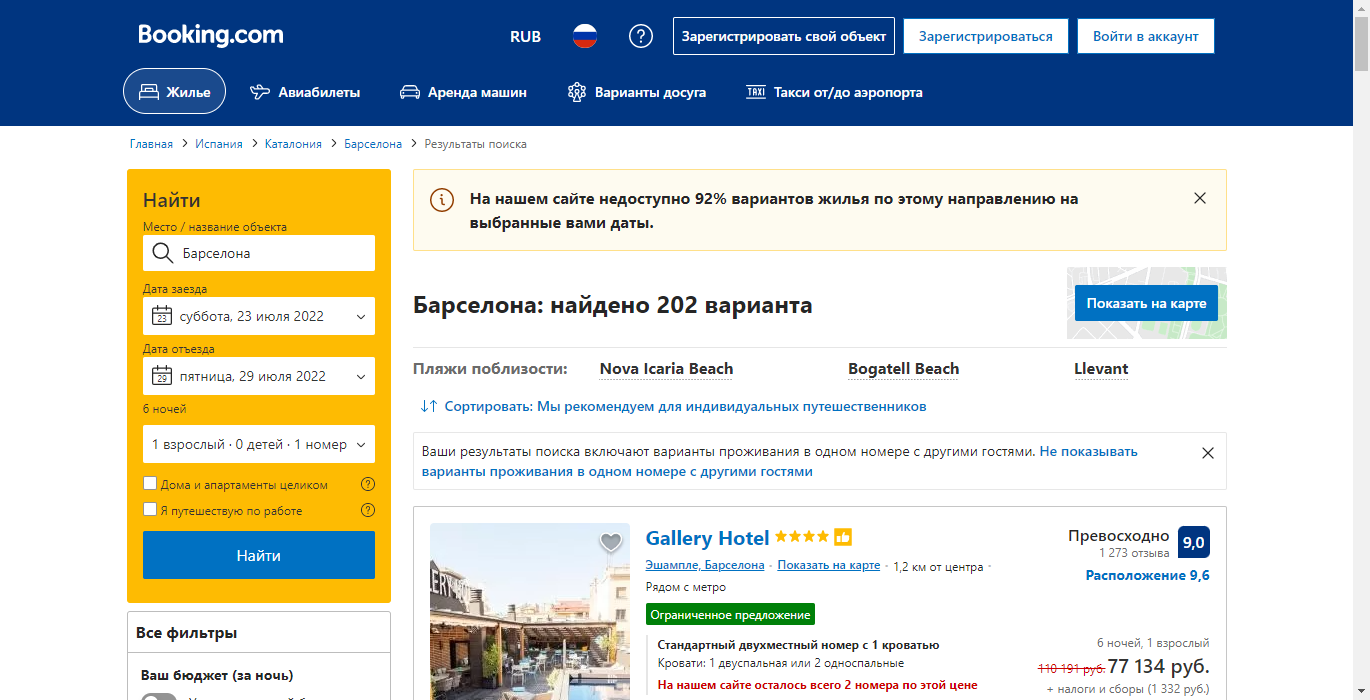 Booking.com
RUB
Зарегистрировать свой объект
Зарегистрироваться
Войти в аккаунт
Жилье
Авиабилеты
Аренда машин
Варианты досуга
TAXI
Такси от/до аэропорта
Главная
Испания
Каталония
Барселона
Результаты поиска
Найти
Место / название объекта
Барселона
Дата заезда
23
суббота, 23 июля 2022
Дата отъезда
29
пятница, 29 июля 2022
6 ночей
1 взрослый · 0 детей · 1 номер
Дома и апартаменты целиком
Я путешествую по работе
Найти
Все фильтры
Ваш бюджет (за ночь)
На нашем сайте недоступно 92% вариантов жилья по этому направлению на
выбранные вами даты.
Барселона: найдено 202 варианта
Показать на карте
Пляжи поблизости:
Nova Icaria Beach
Bogatell Beach
Llevant
Сортировать: Мы рекомендуем для индивидуальных путешественников
Ваши результаты поиска включают варианты проживания в одном номере с другими гостями. Не показывать
варианты проживания в одном номере с другими гостями
Gallery Hotel
Эшампле, Барселона · Показать на карте · 1,2 км от центра ·
Рядом с метро
Ограниченное предложение
Стандартный двухместный номер с 1 кроватью
Кровати: 1 двуспальная или 2 односпальные
На нашем сайте осталось всего 2 номера по этой цене
Превосходно
9,0
1 273 отзыва
Расположение 9,6
6 ночей, 1 взрослый
110 191 руб. 77 134 руб.
+ налоги и сборы (1 332 руб.)